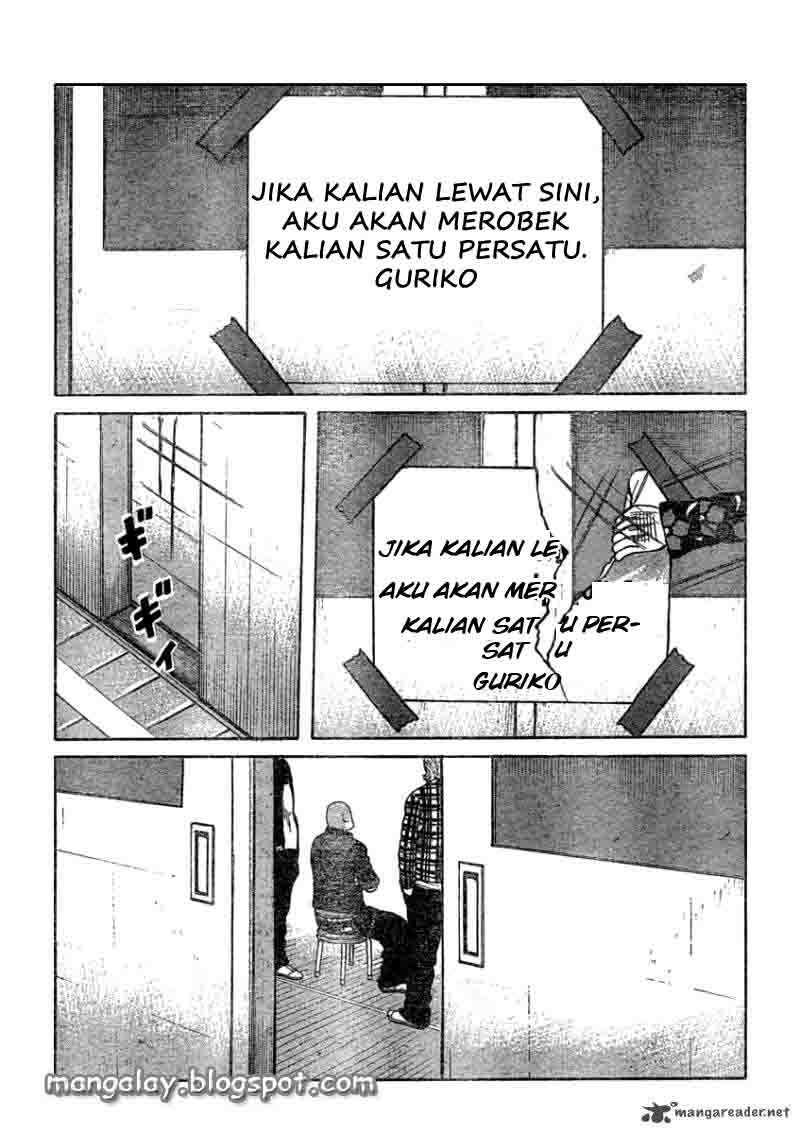 JIKA KALIAN LEWAT SINI,
AKU AKAN MEROBEK
KALIAN SATU PERSATU.
GURIKO
ギギィ
JIKA KALIAN LE
AKU AKAN MER
KALIAN SATU PER-
SAT U
GURIKO
mangalay.blogspot.com
mangareader.net